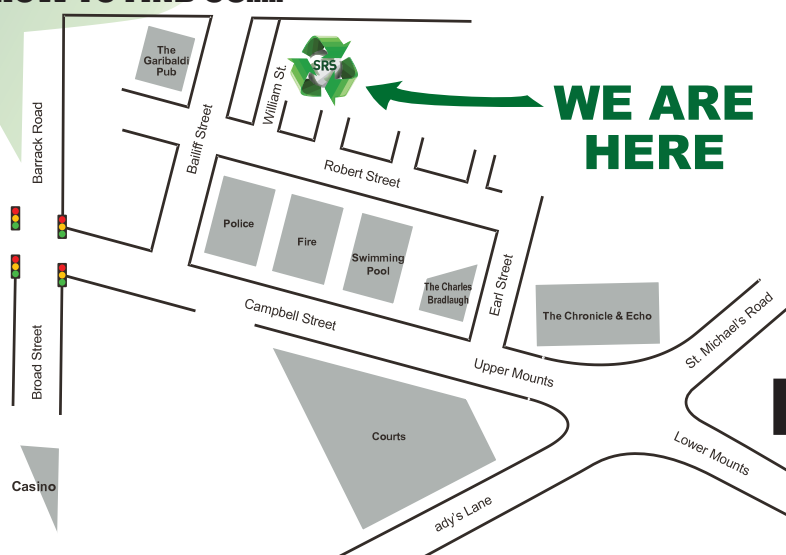 The
Garibaldi
Pub
SRS
WE ARE
HERE
William St.
Barrack Road
Bailiff Street
Robert Street
Police
Fire
Swimming
Pool
The Charles
Bradlaugh
Earl Street
Campbell Street
The Chronicle & Echo
St. Michael's Road
Broad Street
Upper Mounts
Courts
Lower Mounts
Casino
ady's Lane